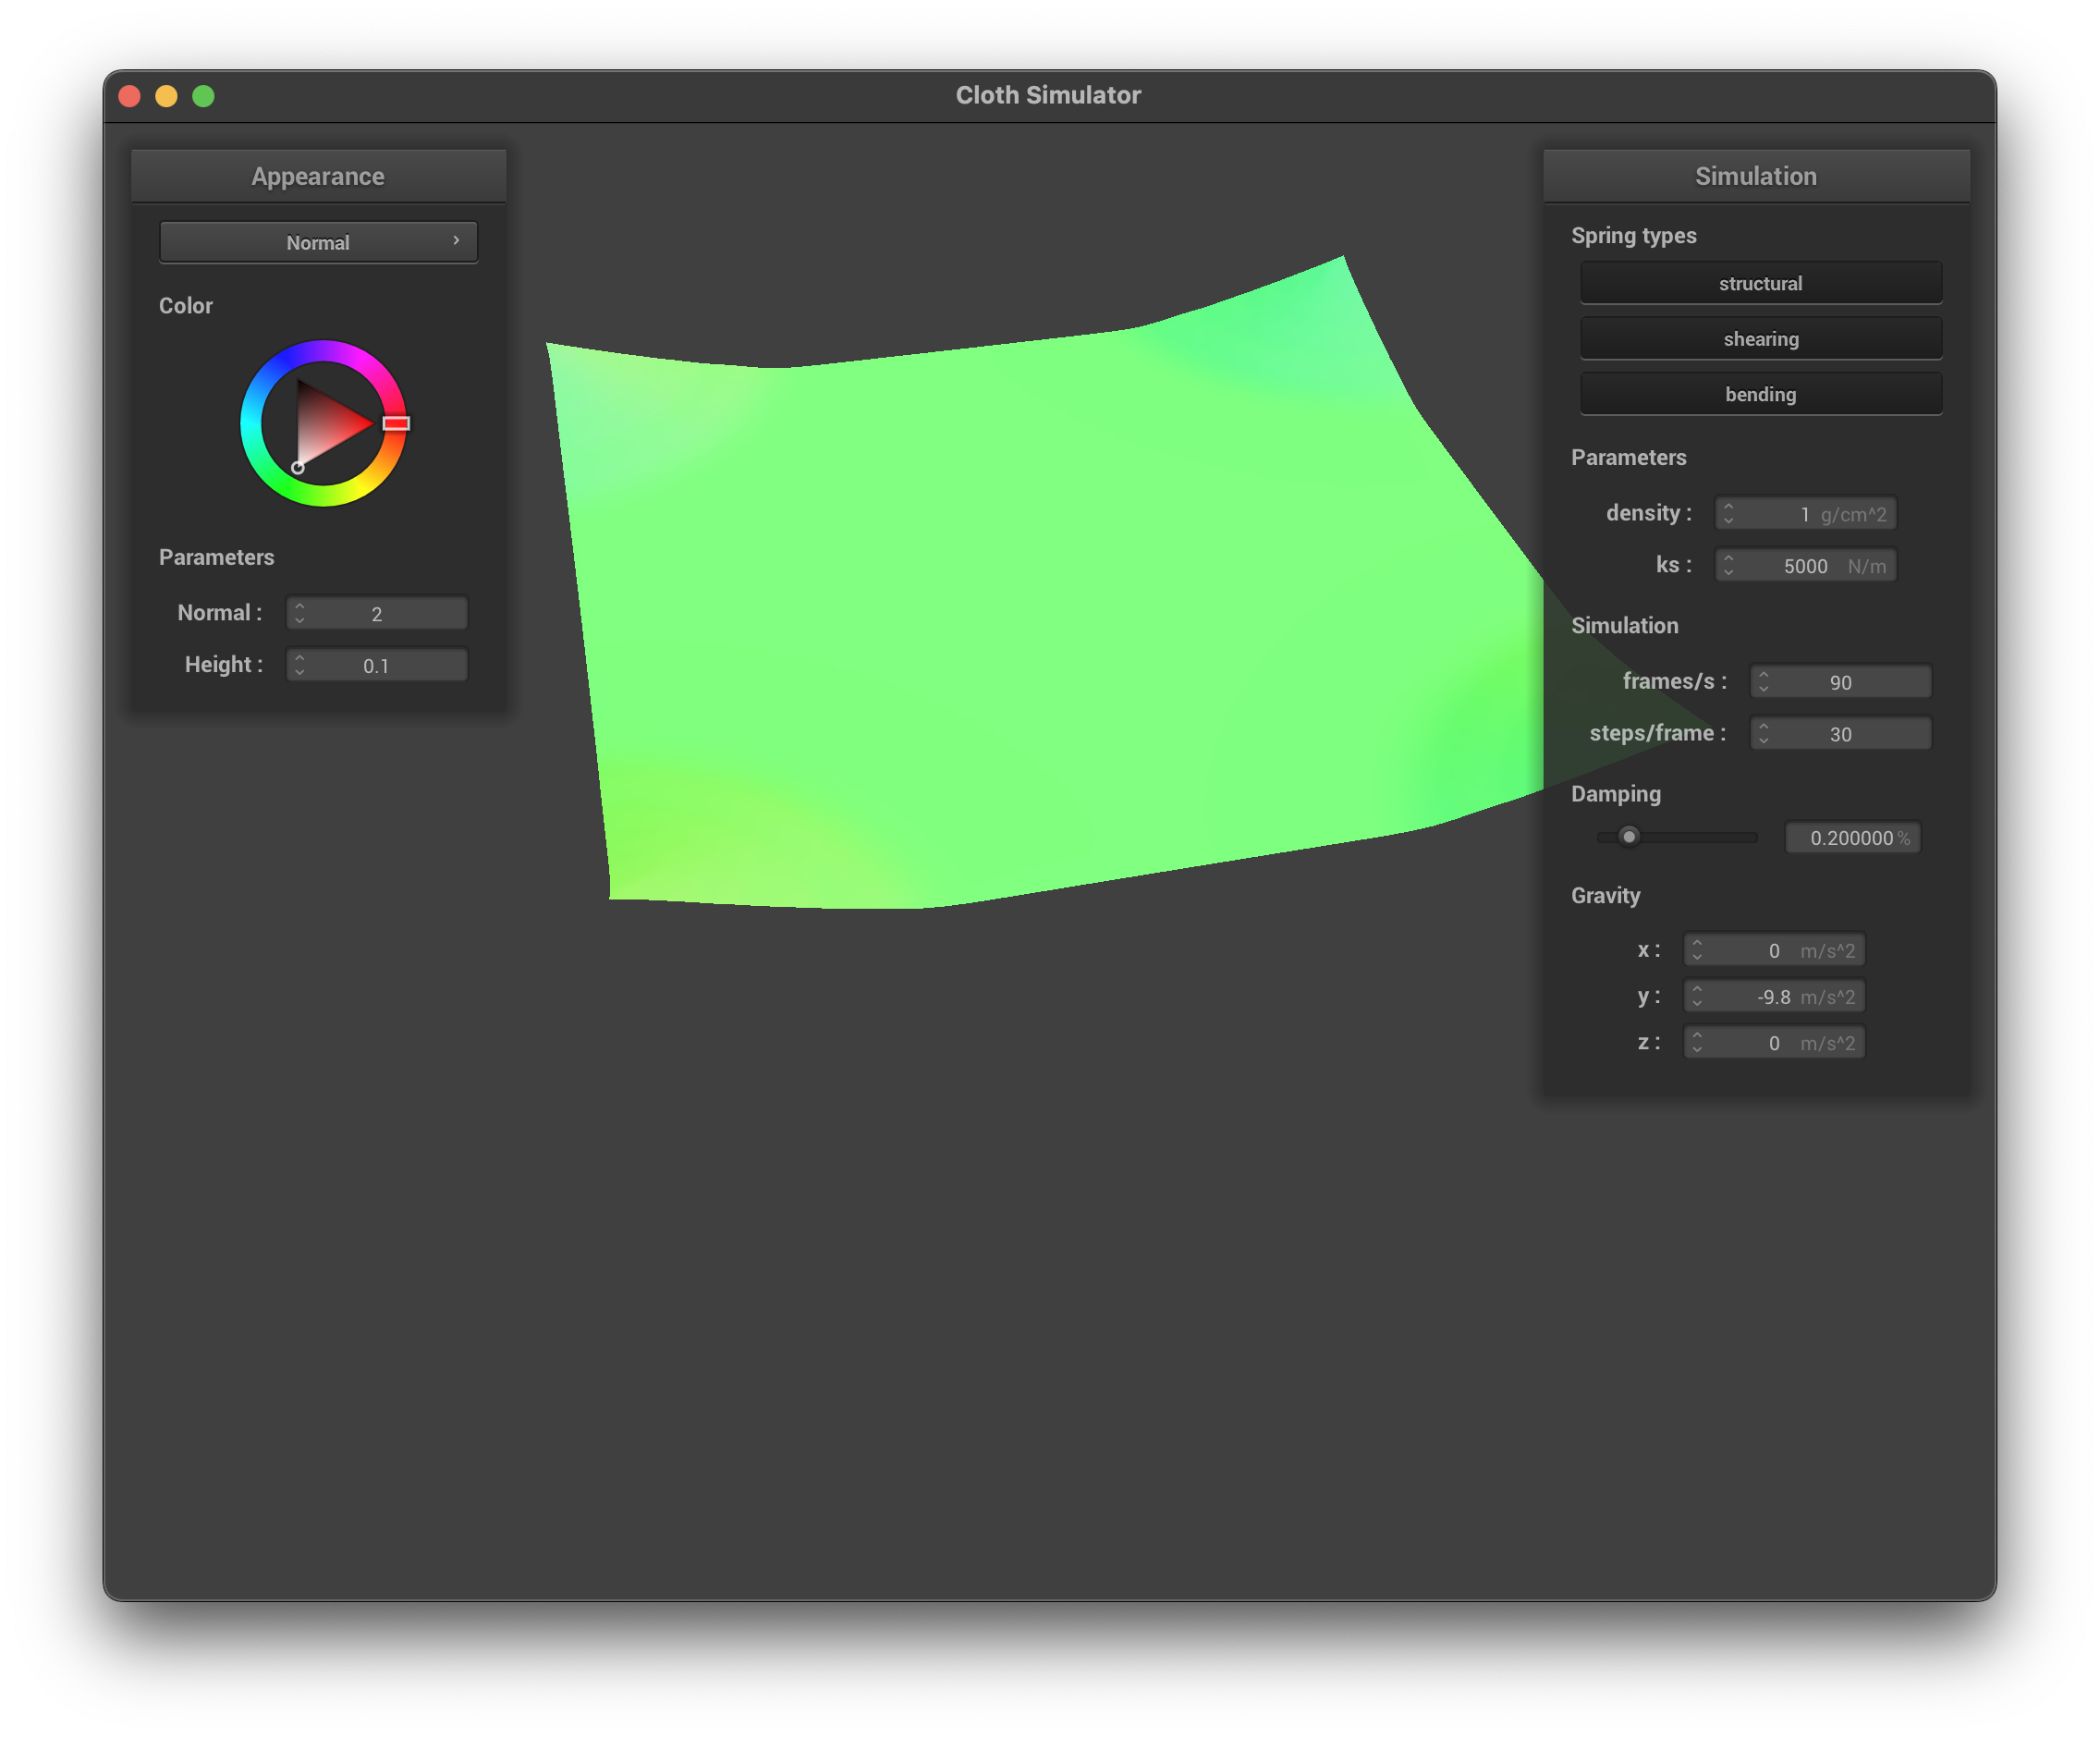 Cloth Simulator
Appearance
Normal
Color
Parameters
Normal : 2
Height : 0.1
Simulation
Spring types
structural
shearing
bending
Parameters
density : 1 g/cm^2
ks : 5000 N/m
Simulation
frames/s : 90
steps/frame : 30
Damping
0.200000 %
Gravity
x : 0 m/s^2
y : -9.8 m/s^2
z : 0 m/s^2